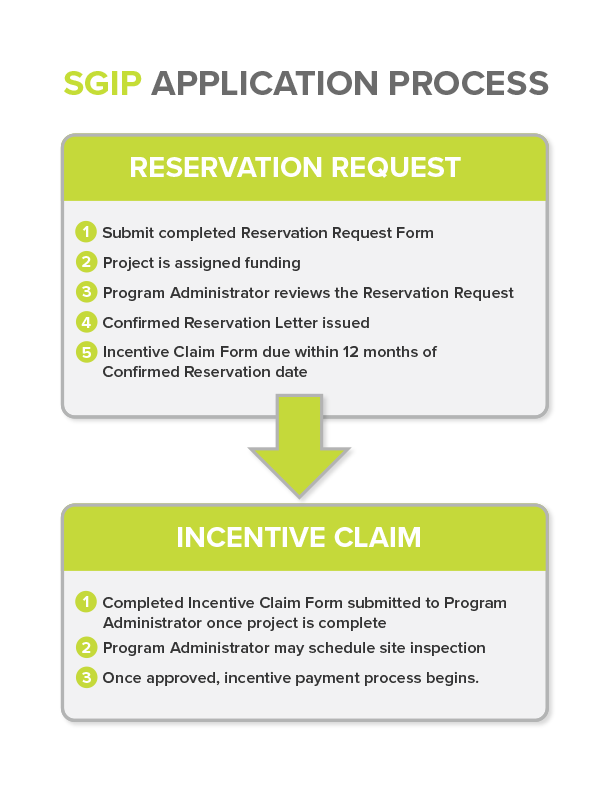 SGIP APPLICATION PROCESS
RESERVATION REQUEST
1 Submit completed Reservation Request Form
2 Project is assigned funding
3 Program Administrator reviews the Reservation Request
4 Confirmed Reservation Letter issued
5 Incentive Claim Form due within 12 months of
Confirmed Reservation date
INCENTIVE CLAIM
1 Completed Incentive Claim Form submitted to Program
Administrator once project is complete
2 Program Administrator may schedule site inspection
3 Once approved, incentive payment process begins.